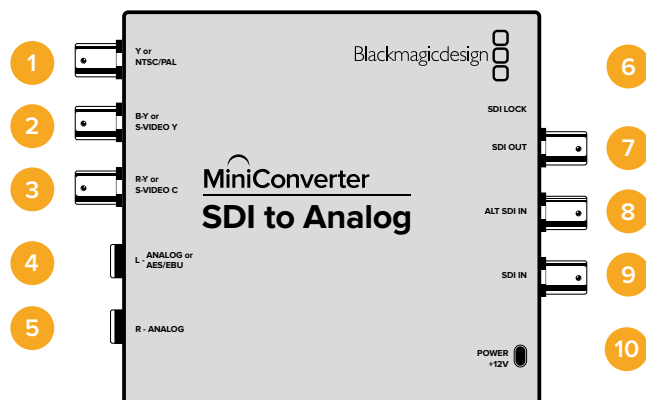 1
Y or
NTSC/PAL
2
B-Y or
S-VIDEO Y
3
R-Y or
S-VIDEO C
4
L - ANALOG or
AES/EBU
5
R - ANALOG
Blackmagicdesign
MiniConverter
SDI to Analog
6
SDI LOCK
7
SDI OUT
8
ALT SDI IN
9
SDI IN
10
POWER
+12V